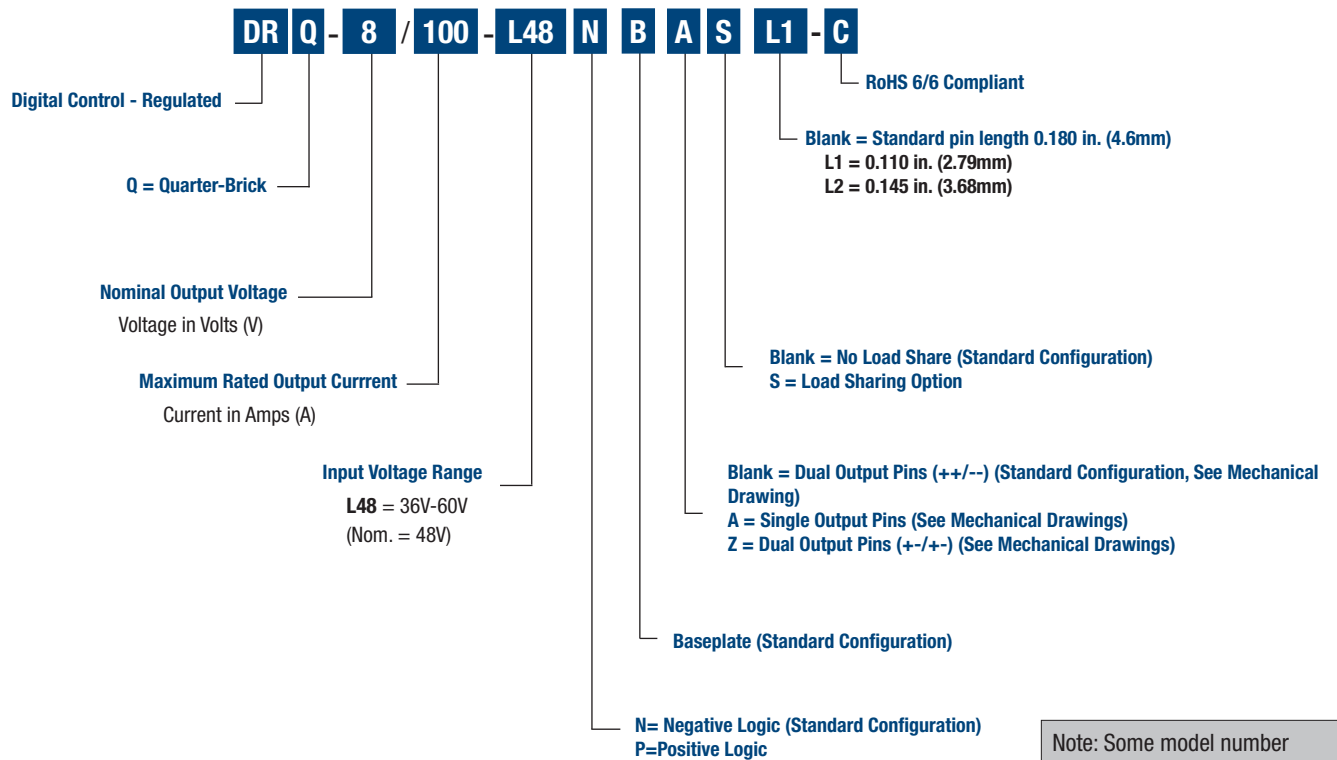 DR Q - 8 / 100 - L48 N B A S L1 - C
RoHS 6/6 Compliant
Digital Control - Regulated
Blank = Standard pin length 0.180 in. (4.6mm)
L1 = 0.110 in. (2.79mm)
L2 = 0.145 in. (3.68mm)
Q = Quarter-Brick
Nominal Output Voltage
Voltage in Volts (V)
Blank = No Load Share (Standard Configuration)
S = Load Sharing Option
Maximum Rated Output Currrent
Current in Amps (A)
Input Voltage Range
L48 = 36V-60V
(Nom. = 48V)
Blank = Dual Output Pins (++/--) (Standard Configuration, See Mechanical
Drawing)
A = Single Output Pins (See Mechanical Drawings)
Z = Dual Output Pins (+-/+-) (See Mechanical Drawings)
Baseplate (Standard Configuration)
N= Negative Logic (Standard Configuration)
P=Positive Logic
Note: Some model number